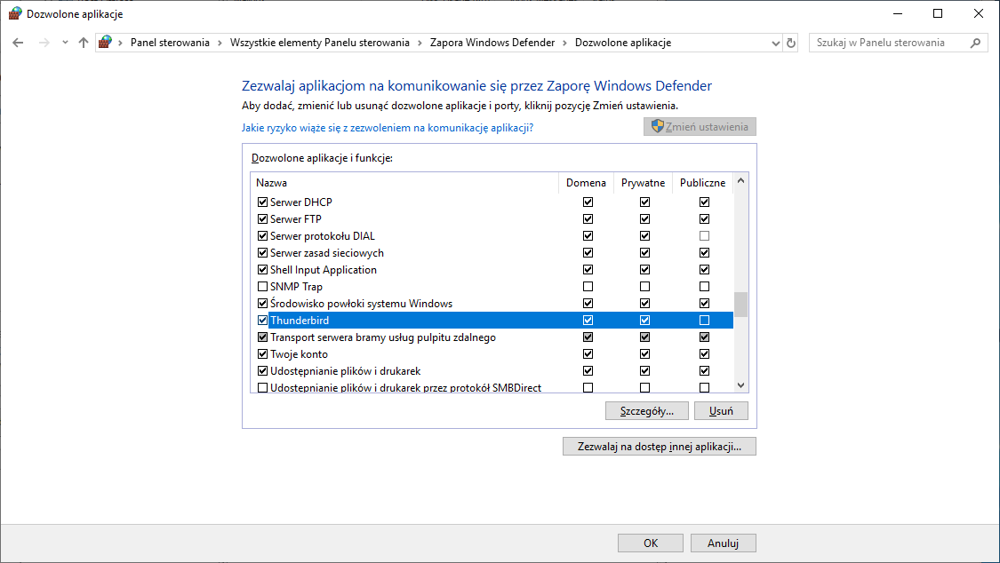 Dozwolone aplikacje
Panel sterowania > Wszystkie elementy Panelu sterowania > Zapora Windows Defender > Dozwolone aplikacje
Szukaj w Panelu sterowania
Zezwalaj aplikacjom na komunikowanie się przez Zaporę Windows Defender
Aby dodać, zmienić lub usunąć dozwolone aplikacje i porty, kliknij pozycję Zmień ustawienia.
Jakie ryzyko wiąże się z zezwoleniem na komunikację aplikacji?
Zmień ustawienia
Dozwolone aplikacje i funkcje:
Nazwa Domena Prywatne Publiczne
Serwer DHCP
Serwer FTP
Serwer protokołu DIAL
Serwer zasad sieciowych
Shell Input Application
SNMP Trap
Środowisko powłoki systemu Windows
Thunderbird
Transport serwera bramy usług pulpitu zdalnego
Twoje konto
Udostępnianie plików i drukarek
Udostępnianie plików i drukarek przez protokół SMBDirect
Szczegóły... Usuń
Zezwalaj na dostęp innej aplikacji...
OK Anuluj